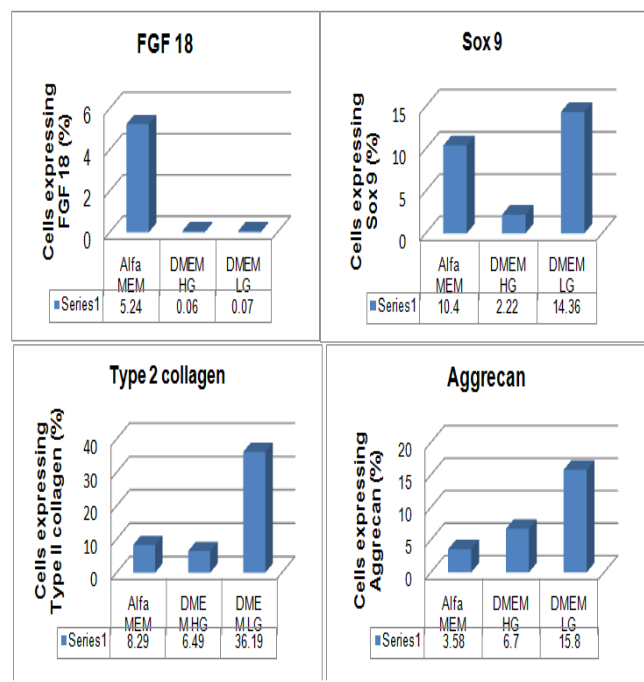 FGF 18
Cells expressing
FGF 18 (%)
6
4
2
0
Alfa MEM
DMEM HG
DMEM LG
Series1 5.24 0.06 0.07
Sox 9
Cells expressing
Sox 9 (%)
15
10
5
0
Alfa MEM
DMEM HG
DMEM LG
Series1 10.4 2.22 14.36
Type 2 collagen
Cells expressing
Type II collagen (%)
40
30
20
10
0
Alfa MEM
DME M.HG
DME M.LG
Series1 8.29 6.49 36.19
Aggrecan
Cells expressing
Aggrecan (%)
20
15
10
5
0
Alfa MEM
DMEM HG
DMEM LG
Series1 3.58 6.7 15.8